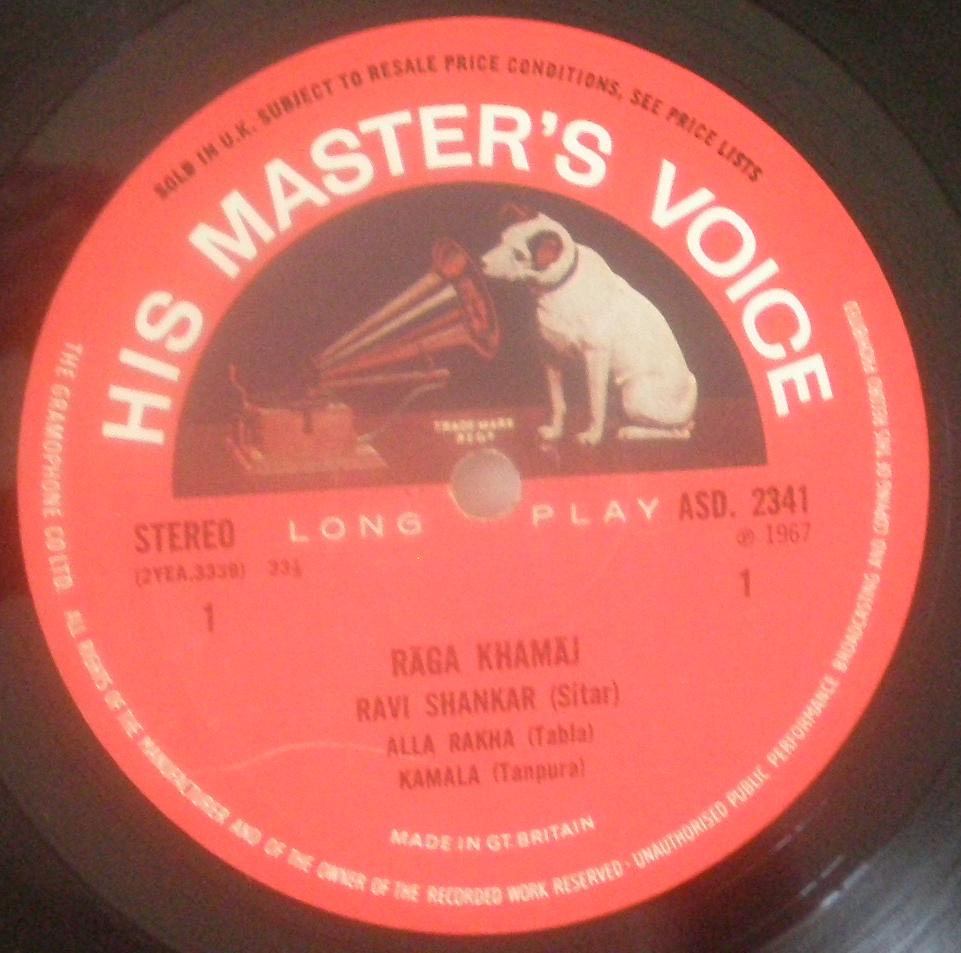 SOLD IN U.K. SUBJECT TO RESALE PRICE CONDITIONS, SEE PRICE LISTS
HIS MASTER'S VOICE
TRADE MARK
REGD
LONG PLAY
STEREO
ASD. 2341
(2YEA.3339) 33⅓
℗ 1967
1
1
RĀGA KHAMĀJ
RAVI SHANKAR (Sitar)
ALLA RAKHA (Tabla)
KAMALA (Tanpura)
MADE IN GT. BRITAIN
THE GRAMOPHONE CO LTD. ALL RIGHTS OF THE MANUFACTURER AND OF THE OWNER OF THE RECORDED WORK RESERVED · UNAUTHORISED PUBLIC PERFORMANCE BROADCASTING AND COPYING OF THIS RECORD PROHIBITED